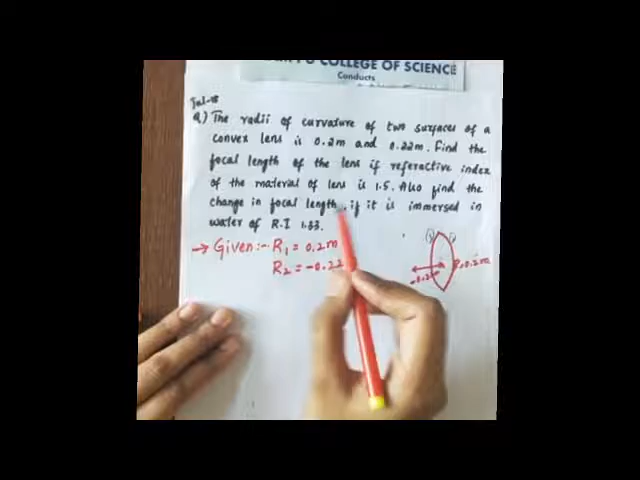 COLLEGE OF SCIENCE
Conducts
Jul-18
Q) The radii of curvature of two surfaces of a
convex lens is 0.2m and 0.22m. Find the
focal length of the lens if referactive index
of the material of lens is 1.5. Also find the
change in focal length, if it is immersed in
water of R.I 1.33.
→ Given:- R₁ = 0.2m
R₂ = -0.22